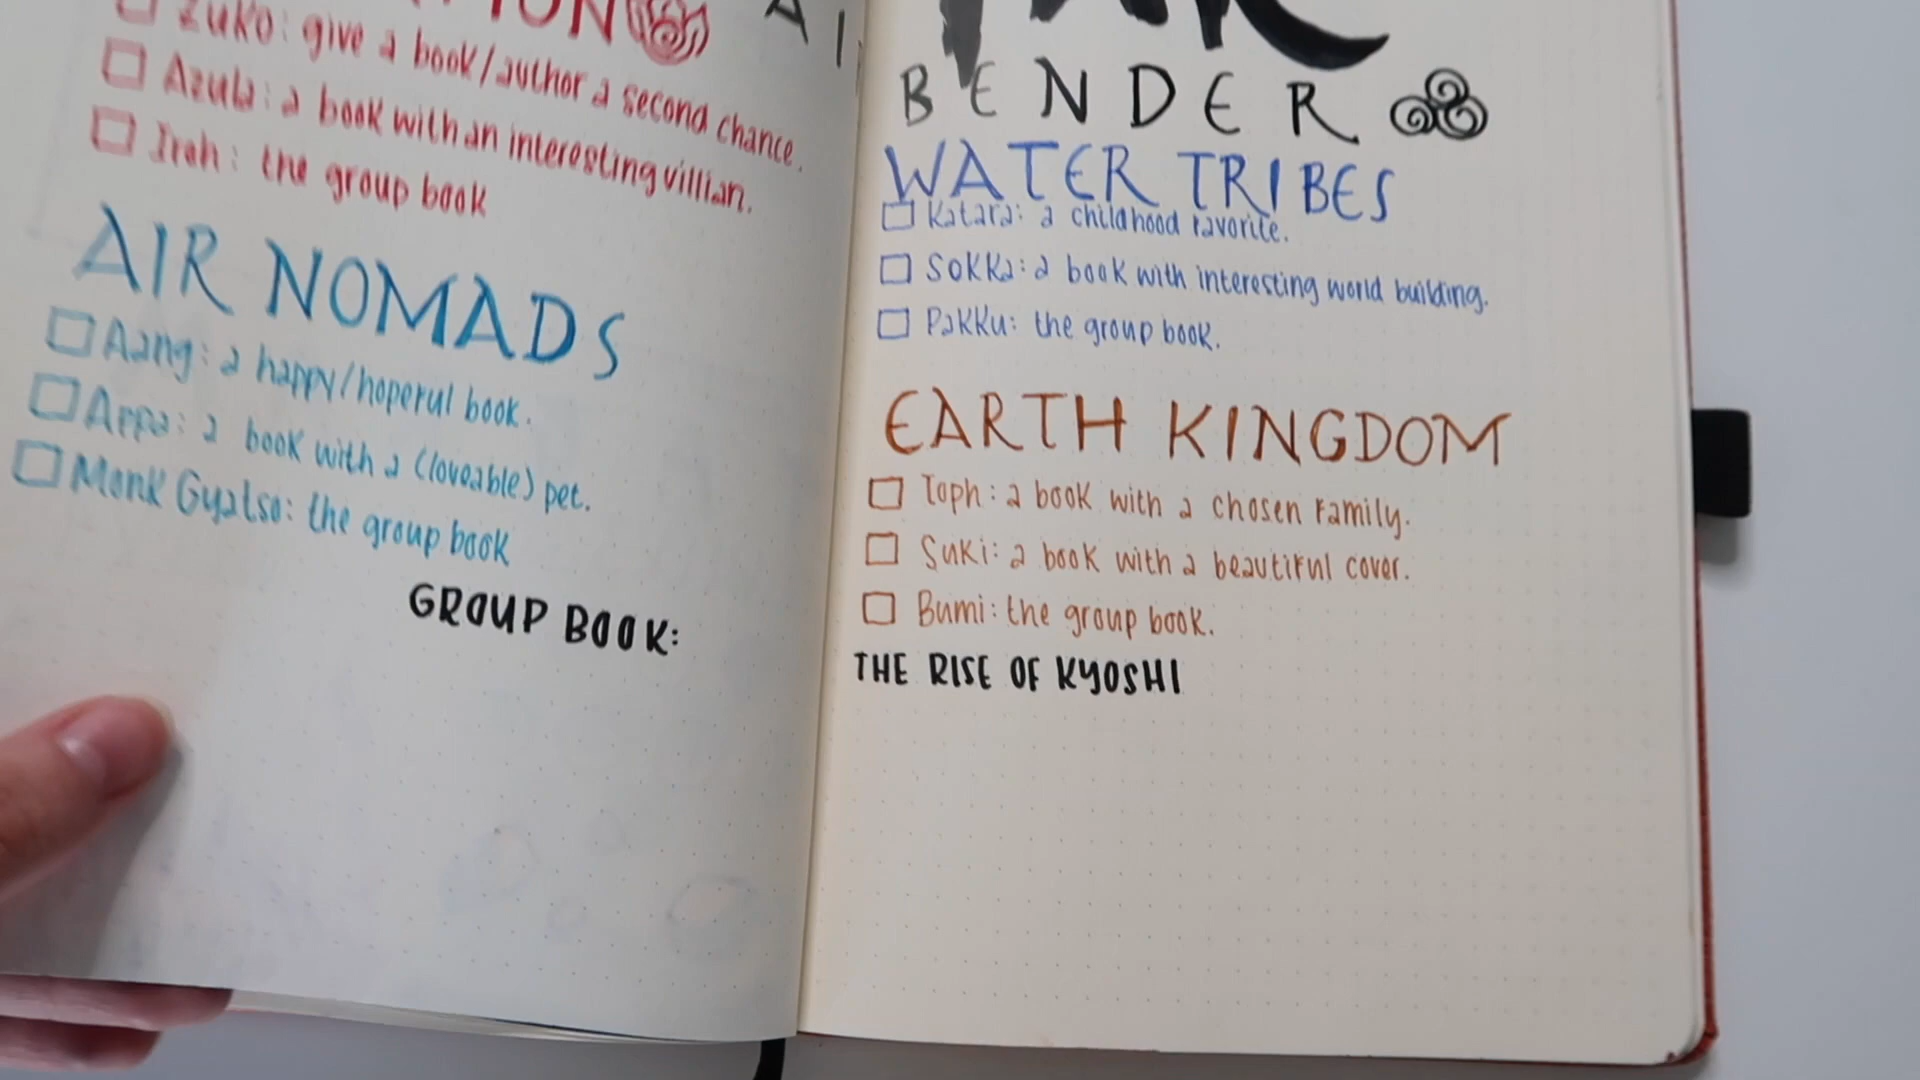 Zuko: give a book/author a second chance.
Azula: a book with an interesting villian.
Iroh: the group book
AIR NOMADS
Aang: a happy/hopeful book.
Appa: a book with a (loveable) pet.
Monk Gyatso: the group book
GROUP BOOK:
BENDER
WATER TRIBES
Katara: a childhood favorite.
Sokka: a book with interesting world building.
Pakku: the group book.
EARTH KINGDOM
Toph: a book with a chosen family.
Suki: a book with a beautiful cover.
Bumi: the group book.
THE RISE OF KYOSHI